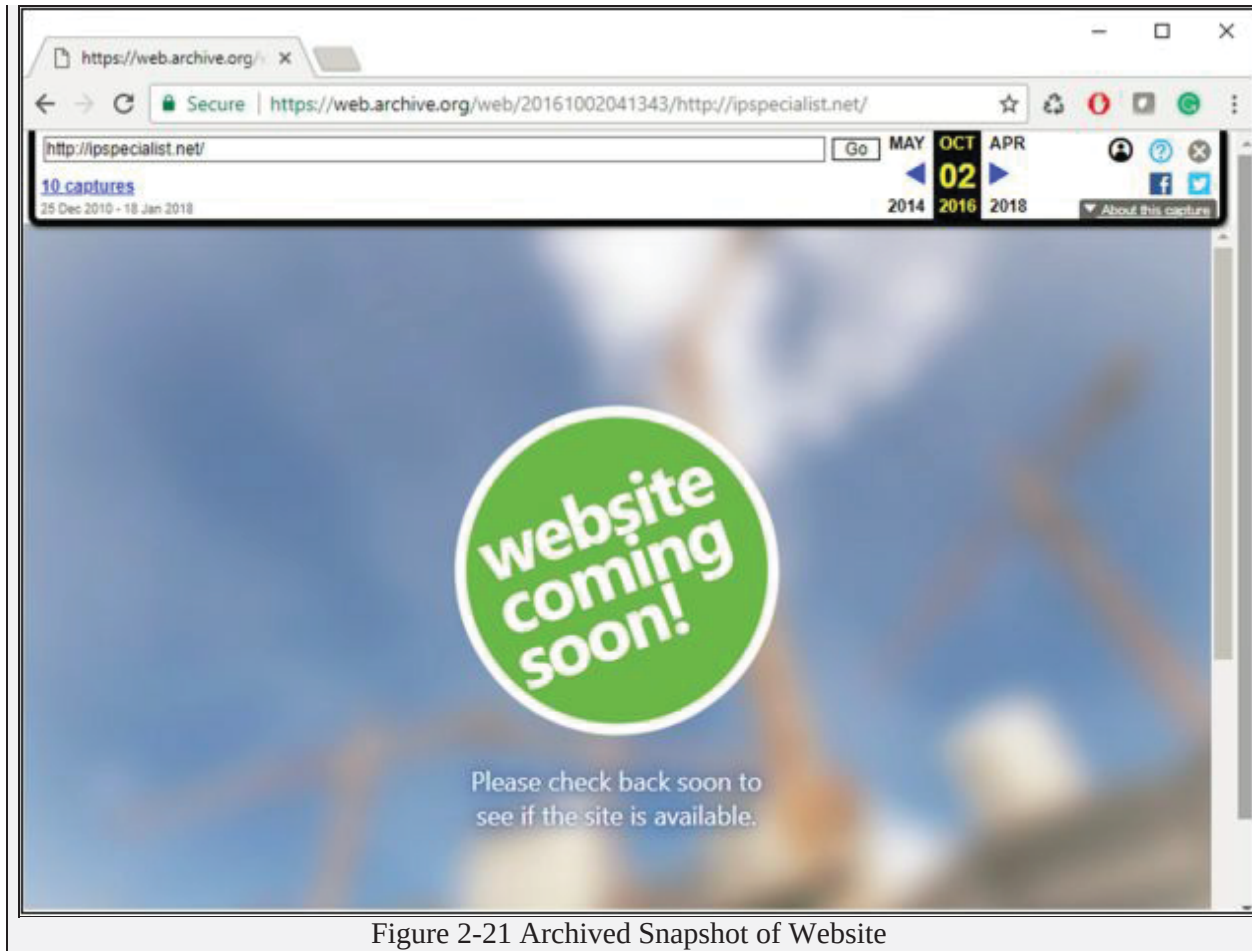 https://web.archive.org/
Secure | https://web.archive.org/web/20161002041343/http://ipspecialist.net/
http://ipspecialist.net/
Go
MAY OCT APR
10 captures
02
25 Dec 2010 - 18 Jan 2018
2014 2016 2018
About this capture
website
coming
soon!
Please check back soon to
see if the site is available.
Figure 2-21 Archived Snapshot of Website